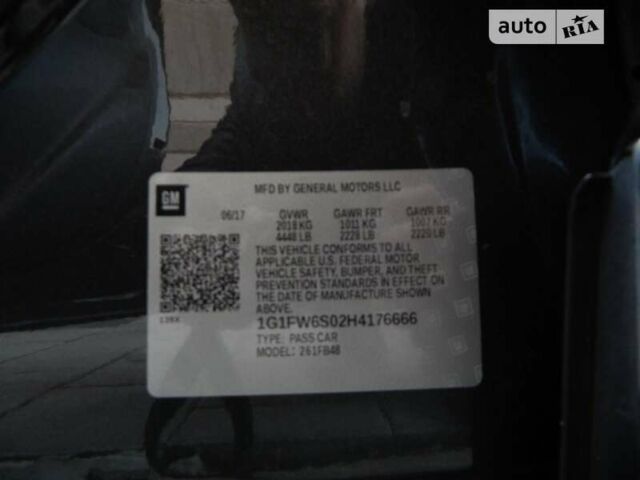 auto RIA
GM
MFD BY GENERAL MOTORS LLC
06/17 GVWR GAWR FRT GAWR RR
2018 KG 1011 KG 1007 KG
4448 LB 2228 LB 2220 LB
THIS VEHICLE CONFORMS TO ALL
APPLICABLE U.S. FEDERAL MOTOR
VEHICLE SAFETY, BUMPER, AND THEFT
PREVENTION STANDARDS IN EFFECT ON
THE DATE OF MANUFACTURE SHOWN
ABOVE.
1G1FW6S02H4176666
TYPE: PASS CAR
MODEL: 261FB48